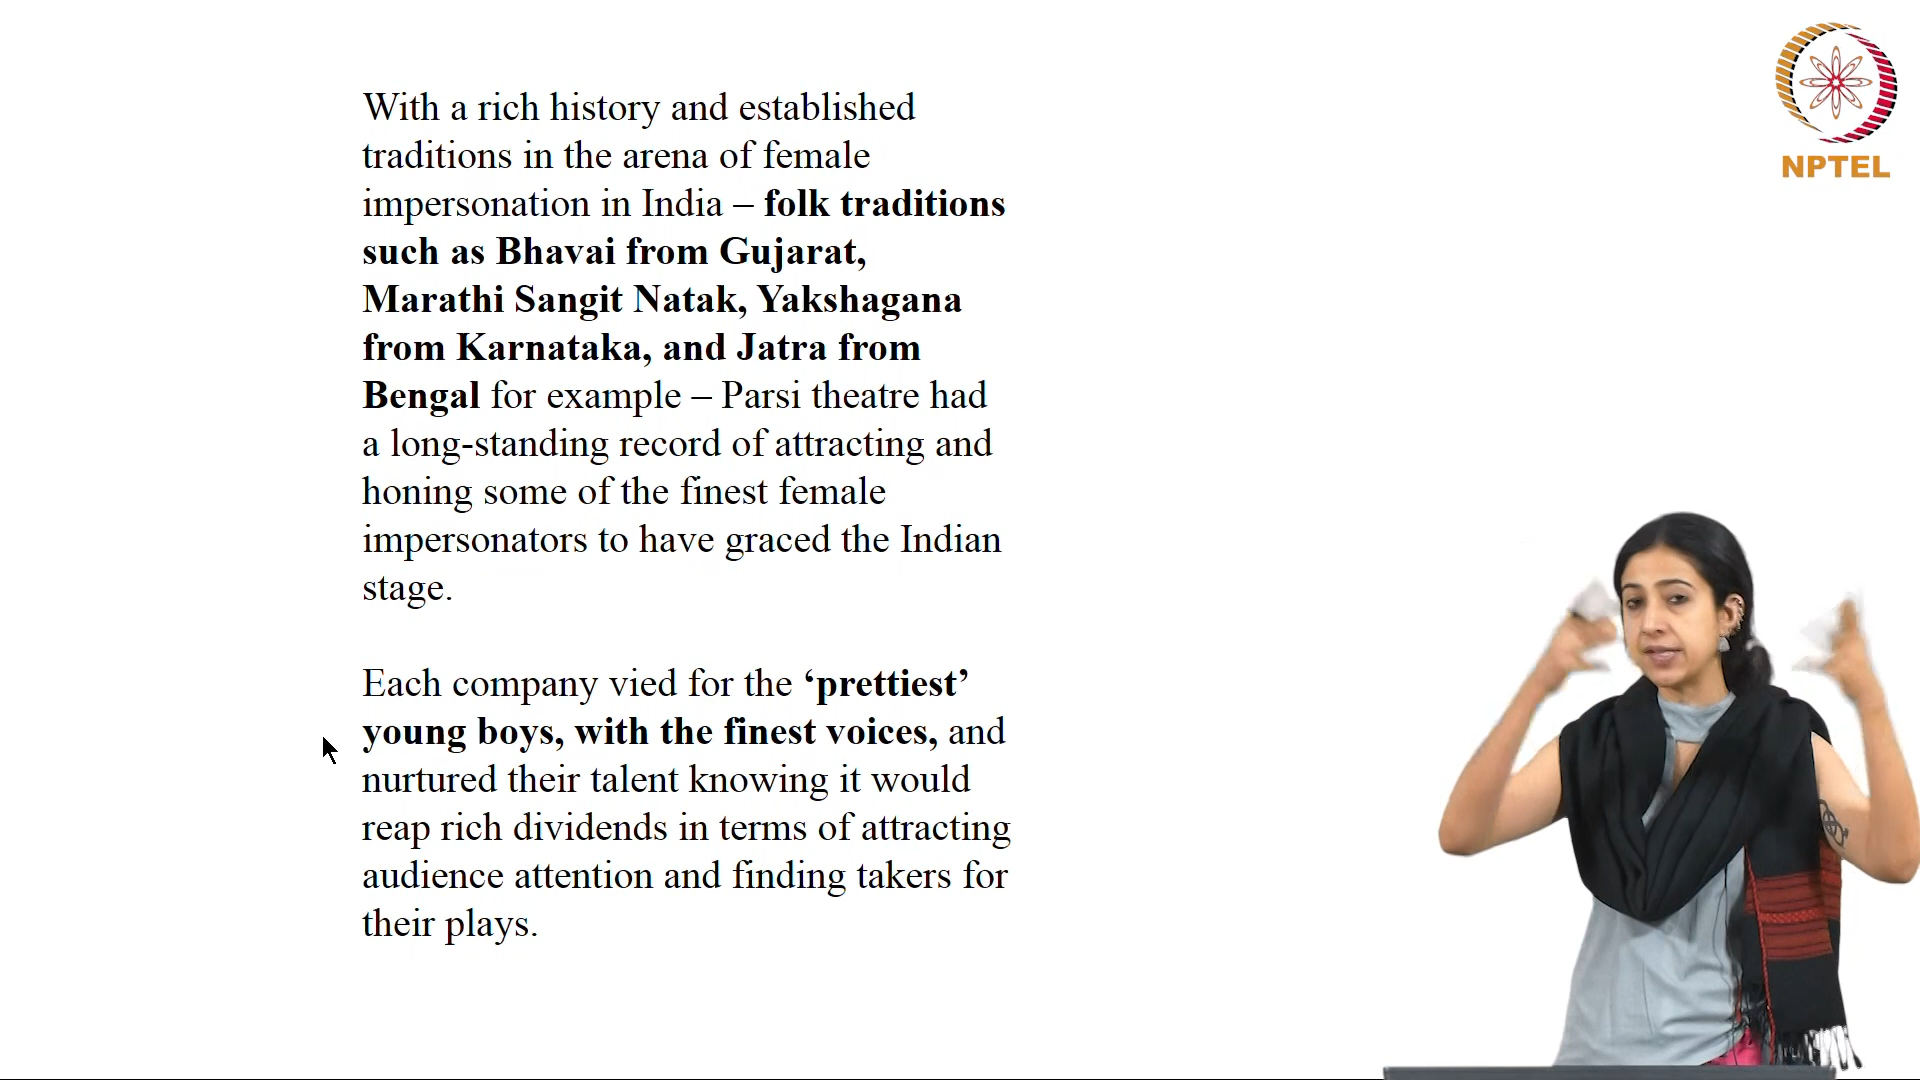 With a rich history and established
traditions in the arena of female
impersonation in India – folk traditions
such as Bhavai from Gujarat,
Marathi Sangit Natak, Yakshagana
from Karnataka, and Jatra from
Bengal for example – Parsi theatre had
a long-standing record of attracting and
honing some of the finest female
impersonators to have graced the Indian
stage.
Each company vied for the ‘prettiest’
young boys, with the finest voices, and
nurtured their talent knowing it would
reap rich dividends in terms of attracting
audience attention and finding takers for
their plays.
NPTEL